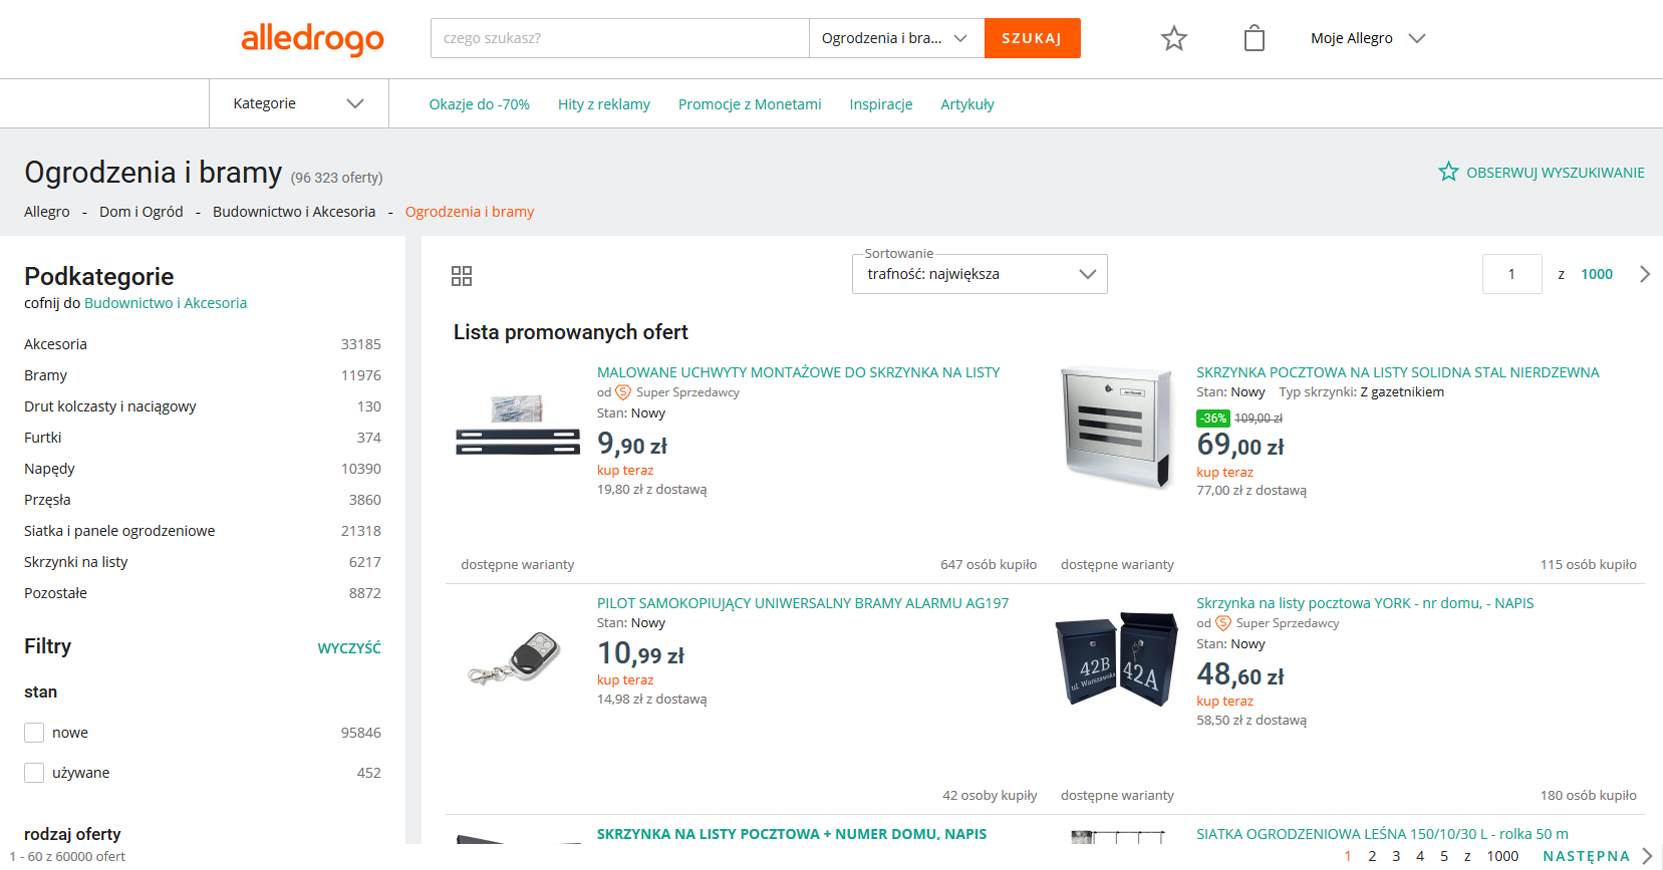 alledrogo
czego szukasz?
Ogrodzenia i bra...
SZUKAJ
Moje Allegro
Kategorie
Okazje do -70%
Hity z reklamy
Promocje z Monetami
Inspiracje
Artykuły
Ogrodzenia i bramy (96 323 oferty)
OBSERWUJ WYSZUKIWANIE
Allegro - Dom i Ogród - Budownictwo i Akcesoria - Ogrodzenia i bramy
Podkategorie
cofnij do Budownictwo i Akcesoria
Akcesoria 33185
Bramy 11976
Drut kolczasty i naciągowy 130
Furtki 374
Napędy 10390
Przęsła 3860
Siatka i panele ogrodzeniowe 21318
Skrzynki na listy 6217
Pozostałe 8872
Filtry
WYCZYŚĆ
stan
nowe 95846
używane 452
rodzaj oferty
1 - 60 z 60000 ofert
Sortowanie
trafność: największa
1 z 1000
Lista promowanych ofert
MALOWANE UCHWYTY MONTAŻOWE DO SKRZYNKA NA LISTY
od Super Sprzedawcy
Stan: Nowy
9,90 zł
kup teraz
19,80 zł z dostawą
dostępne warianty
647 osób kupiło
SKRZYNKA POCZTOWA NA LISTY SOLIDNA STAL NIERDZEWNA
Stan: Nowy Typ skrzynki: Z gazetnikiem
-36% 109,00 zł
69,00 zł
kup teraz
77,00 zł z dostawą
dostępne warianty
115 osób kupiło
PILOT SAMOKOPIUJĄCY UNIWERSALNY BRAMY ALARMU AG197
Stan: Nowy
10,99 zł
kup teraz
14,98 zł z dostawą
42 osoby kupiły
42B
ul. Warszawska
42A
Skrzynka na listy pocztowa YORK - nr domu, - NAPIS
od Super Sprzedawcy
Stan: Nowy
48,60 zł
kup teraz
58,50 zł z dostawą
dostępne warianty
180 osób kupiło
SKRZYNKA NA LISTY POCZTOWA + NUMER DOMU, NAPIS
SIATKA OGRODZENIOWA LEŚNA 150/10/30 L - rolka 50 m
1 2 3 4 5 z 1000 NASTĘPNA